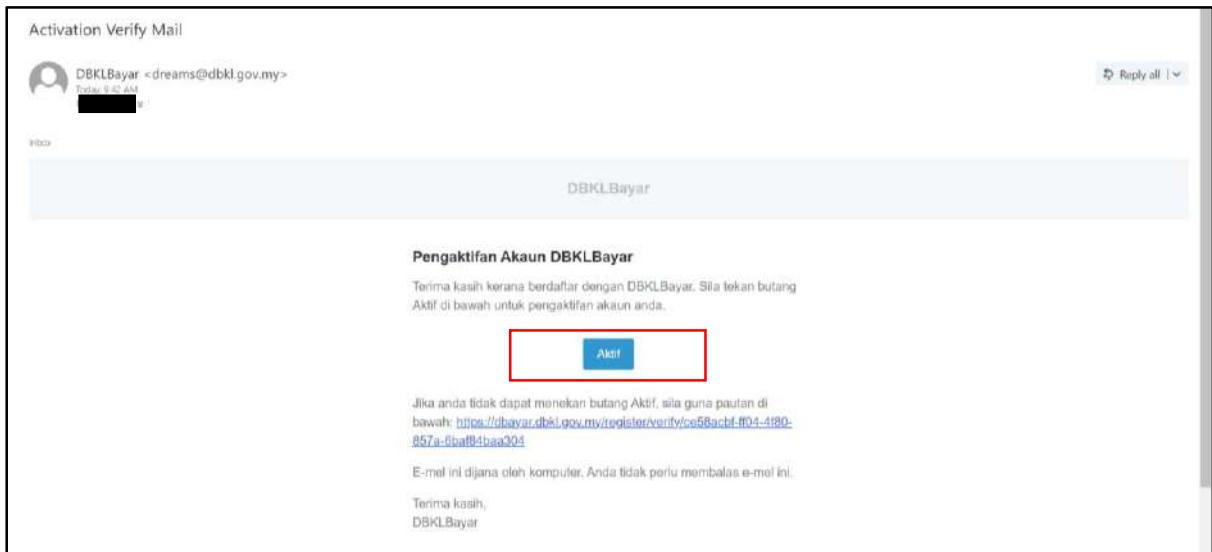 Activation Verify Mail
DBKLBayar <dreams@dbkl.gov.my>
Today 9:42 AM
Reply all
Inbox
DBKLBayar
Pengaktifan Akaun DBKLBayar
Terima kasih kerana berdaftar dengan DBKLBayar. Sila tekan butang
Aktif di bawah untuk pengaktifan akaun anda.
Aktif
Jika anda tidak dapat menekan butang Aktif, sila guna pautan di
bawah: https://dbayar.dbkl.gov.my/register/verify/ce58acbf-ff04-4f80-
857a-6baf84baa304
E-mel ini dijana oleh komputer. Anda tidak perlu membalas e-mel ini.
Terima kasih,
DBKLBayar